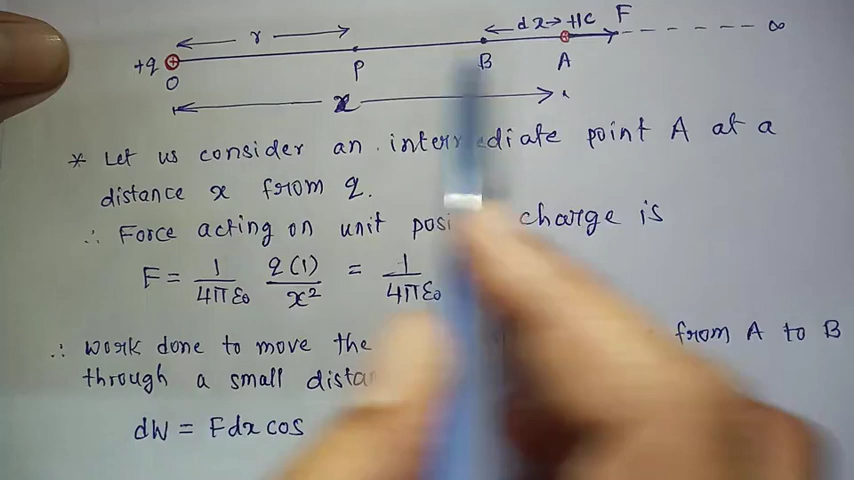 r dx +1C F ∞
+q O P B A
x
* Let us consider an intermediate point A at a
distance x from q.
∴ Force acting on unit posi charge is
F = 1/4πε₀ q(1)/x² = 1/4πε₀
∴ work done to move the from A to B
through a small
dW = Fdx cos